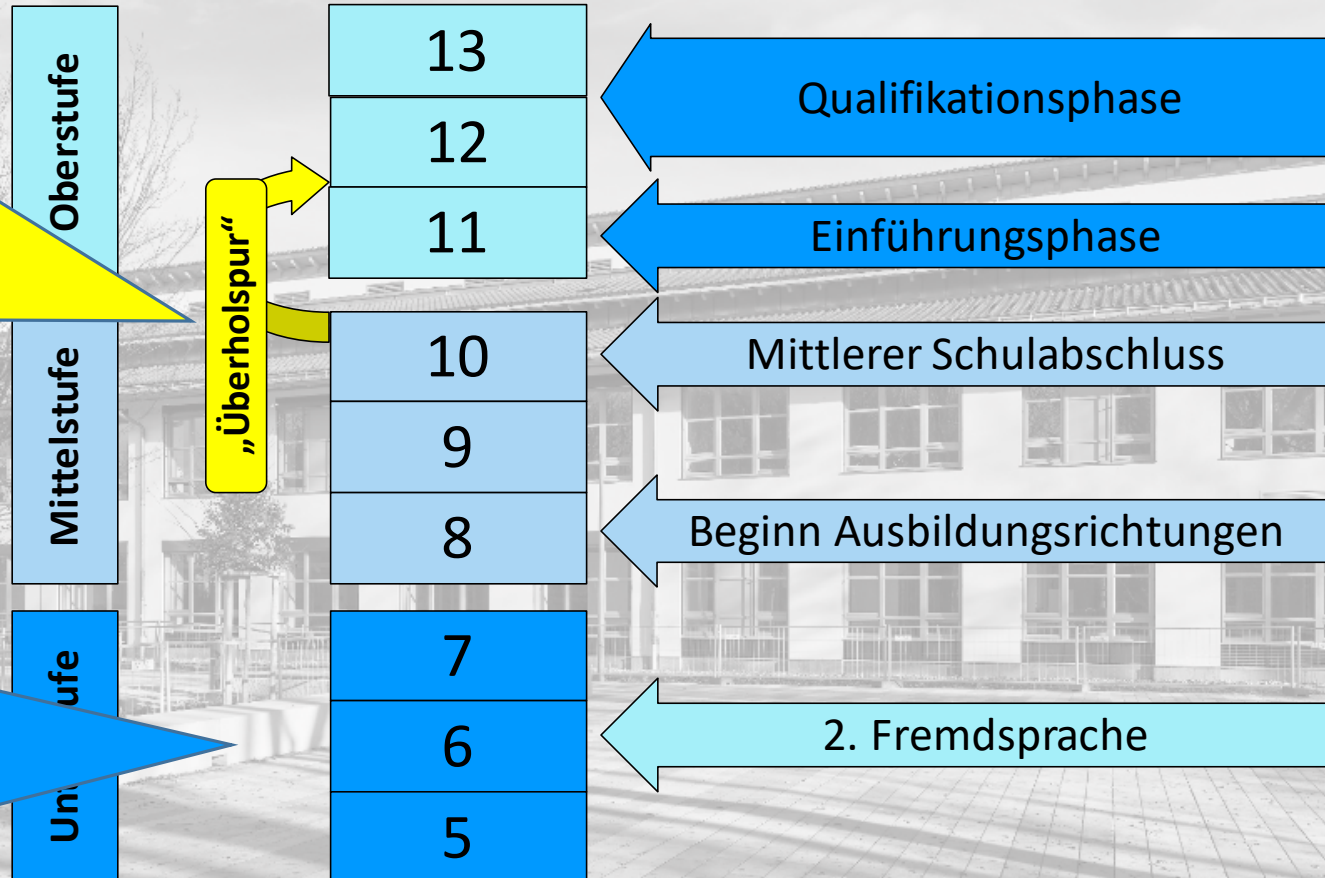 Oberstufe
13
12
11
Qualifikationsphase
Einführungsphase
„Überholspur“
Mittelstufe
10
9
8
Mittlerer Schulabschluss
Beginn Ausbildungsrichtungen
7
6
5
2. Fremdsprache